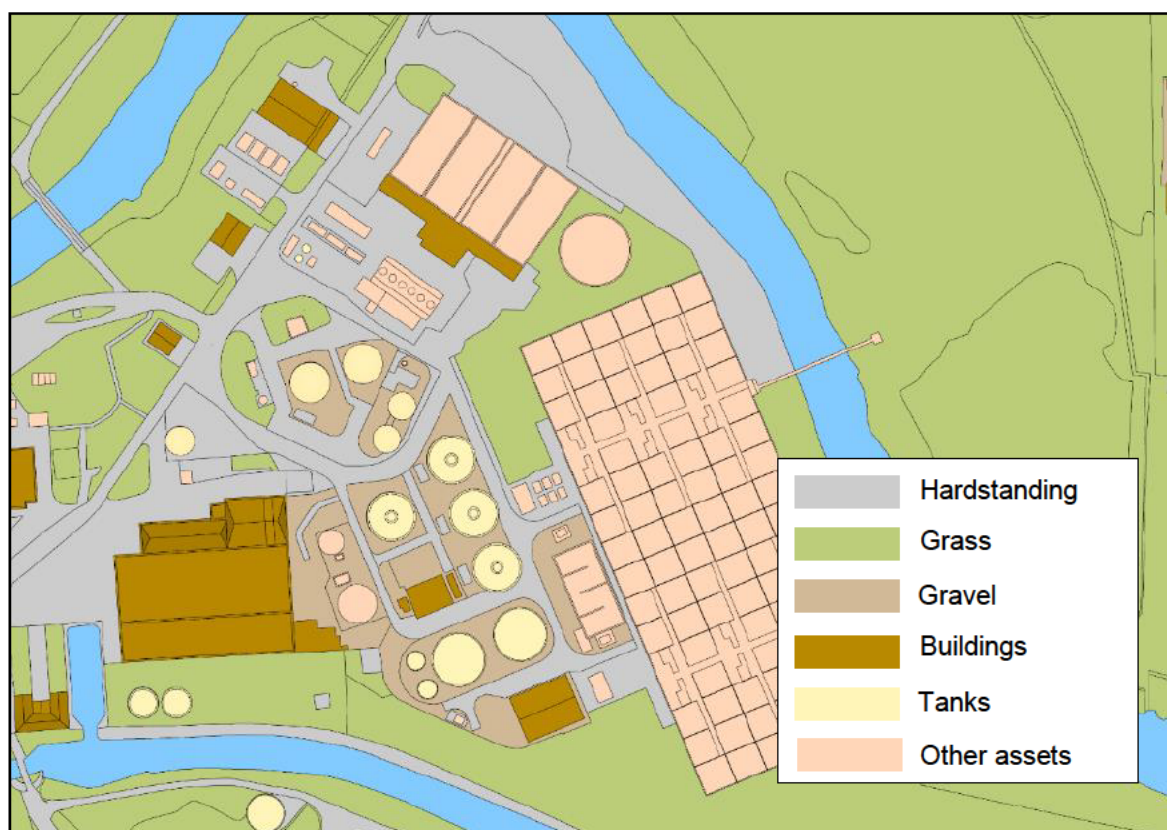 Hardstanding
Grass
Gravel
Buildings
Tanks
Other assets